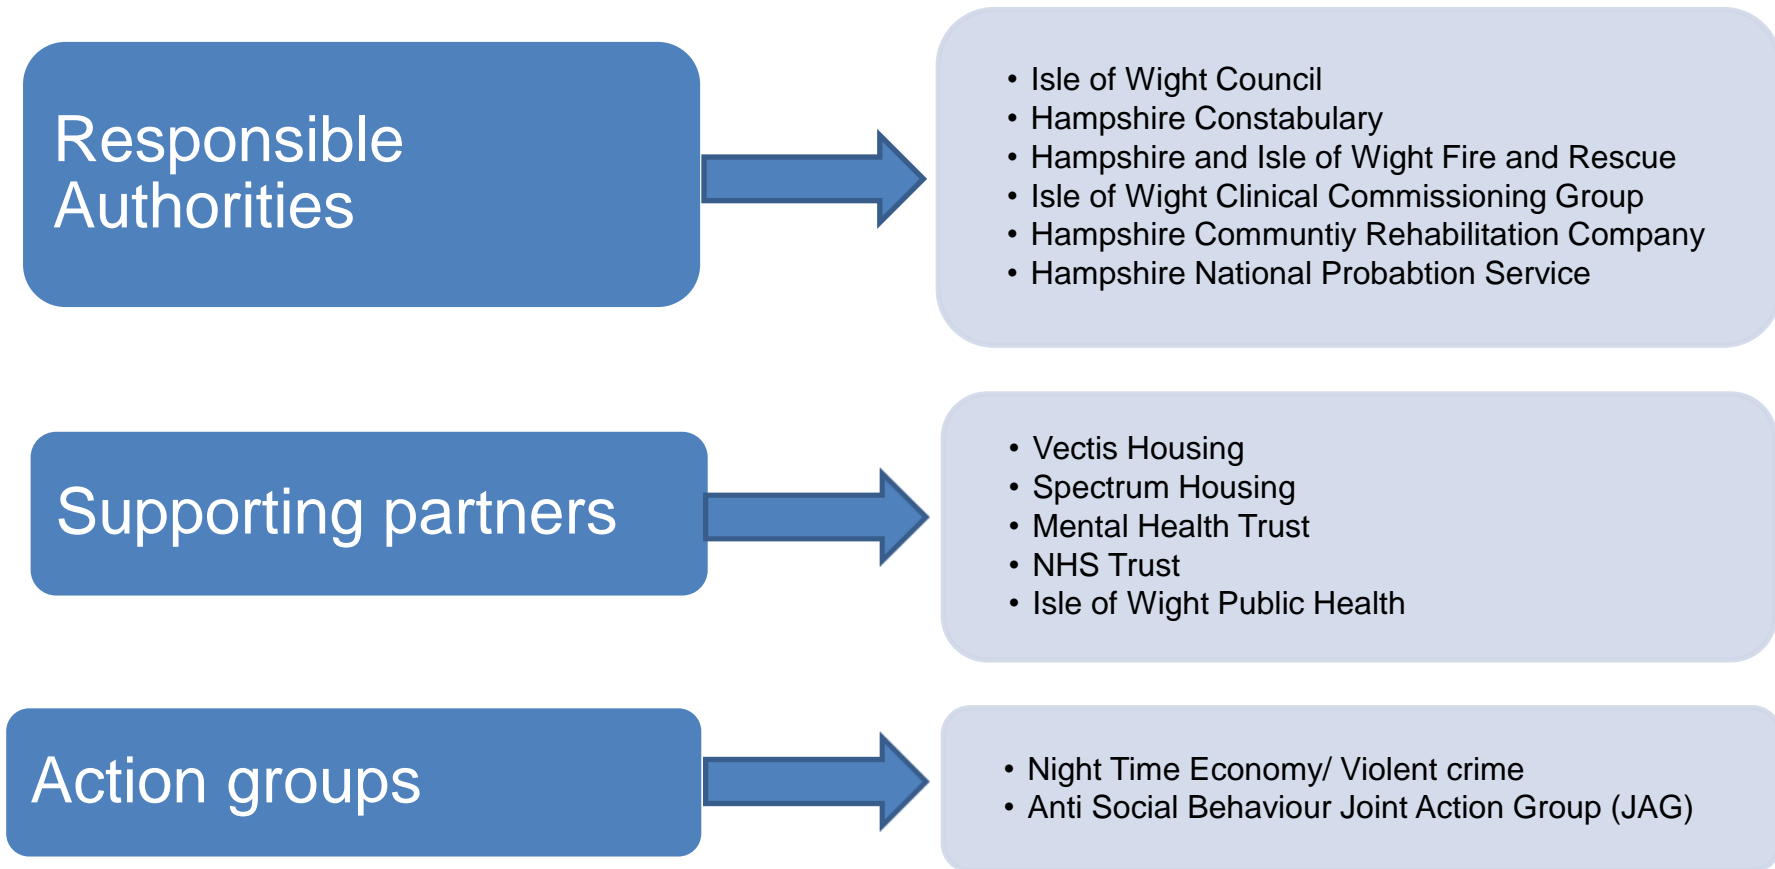 Responsible
Authorities
• Isle of Wight Council
• Hampshire Constabulary
• Hampshire and Isle of Wight Fire and Rescue
• Isle of Wight Clinical Commissioning Group
• Hampshire Communtiy Rehabilitation Company
• Hampshire National Probabtion Service
Supporting partners
• Vectis Housing
• Spectrum Housing
• Mental Health Trust
• NHS Trust
• Isle of Wight Public Health
Action groups
• Night Time Economy/ Violent crime
• Anti Social Behaviour Joint Action Group (JAG)